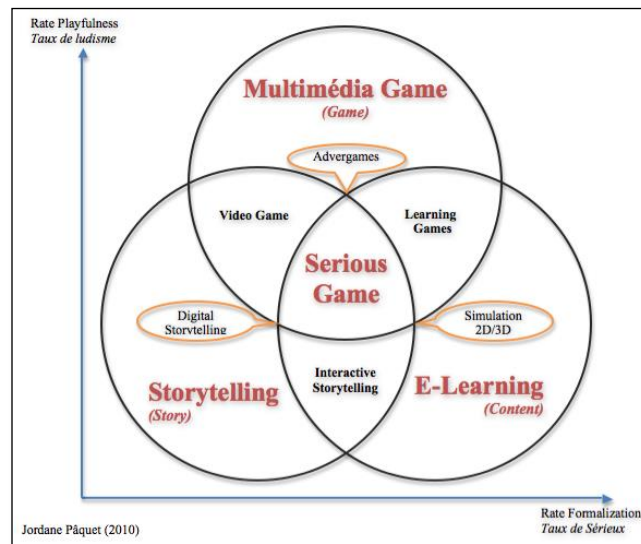 Rate Playfulness
Taux de ludisme
Multimédia Game
(Game)
Advergames
Video Game
Learning
Games
Serious
Game
Digital
Storvtelling
Simulation
2D/3D
Interactive
Storytelling
Storytelling
(Story)
E-Learning
(Content)
Rate Formalization
Taux de Sérieux
Jordane Pâquet (2010)